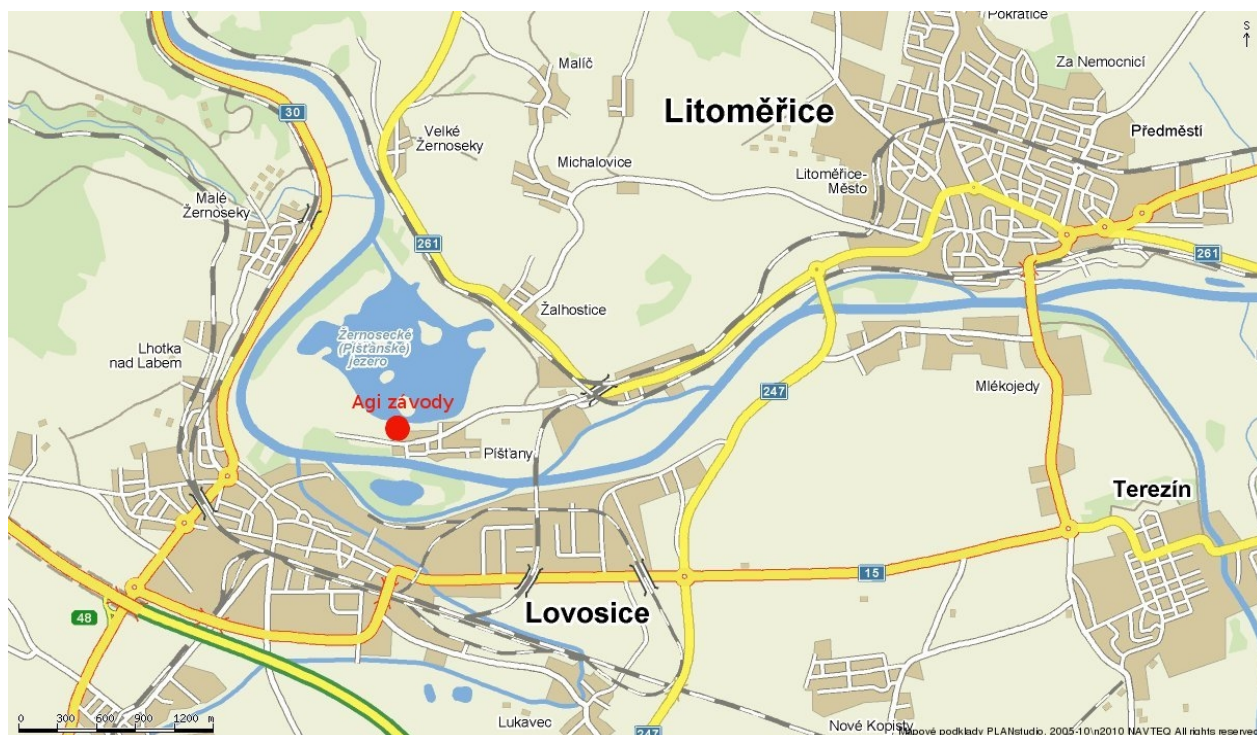 Pokratice
S
Za Nemocnicí
Malíč
Litoměřice
30
Velké
Žernoseky
Předměstí
Michalovice
Litoměřice-
Město
Malé
Žernoseky
261
261
Žalhostice
Žernosecké
(Píšťanské)
jezero
Lhotka
nad Labem
Mlékojedy
247
Agi závody
Píšťany
Terezín
15
Lovosice
48
0 300 600 900 1200 m
Lukavec
Nové Kopisty
247
Mapové podklady PLANstudio, 2005-10\n2010 NAVTEQ All rights reserve